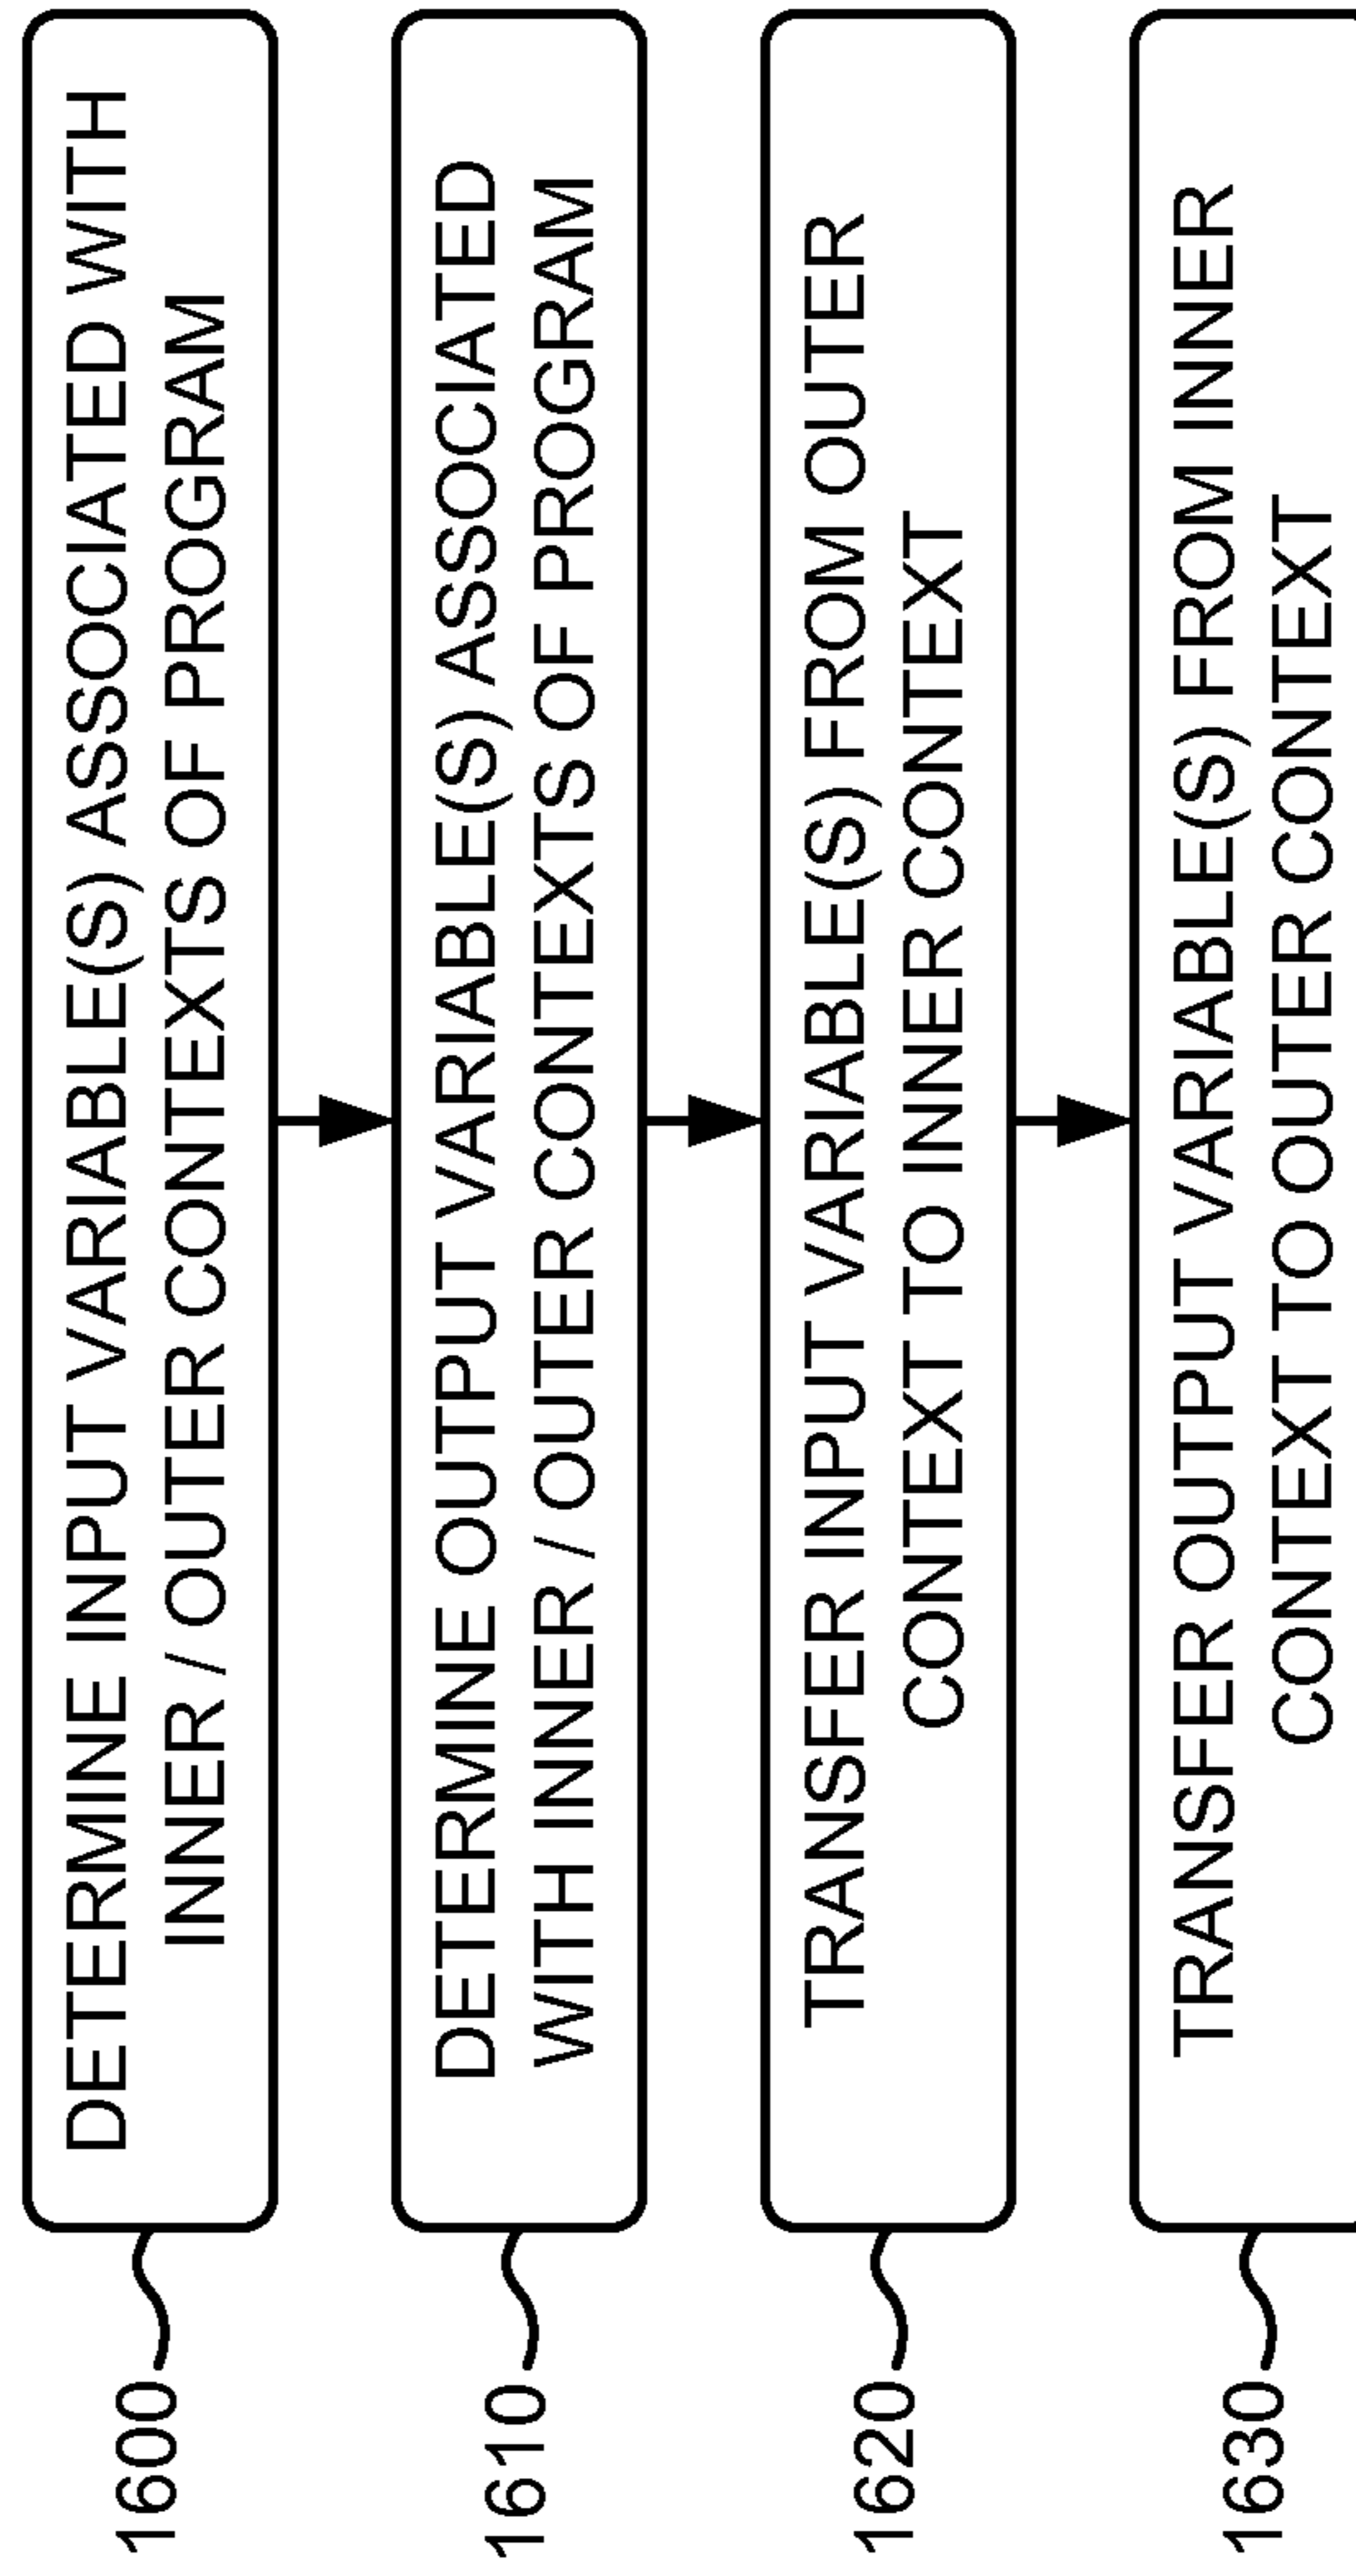 1600
DETERMINE INPUT VARIABLE(S) ASSOCIATED WITH
INNER / OUTER CONTEXTS OF PROGRAM
1610
DETERMINE OUTPUT VARIABLE(S) ASSOCIATED
WITH INNER / OUTER CONTEXTS OF PROGRAM
1620
TRANSFER INPUT VARIABLE(S) FROM OUTER
CONTEXT TO INNER CONTEXT
1630
TRANSFER OUTPUT VARIABLE(S) FROM INNER
CONTEXT TO OUTER CONTEXT